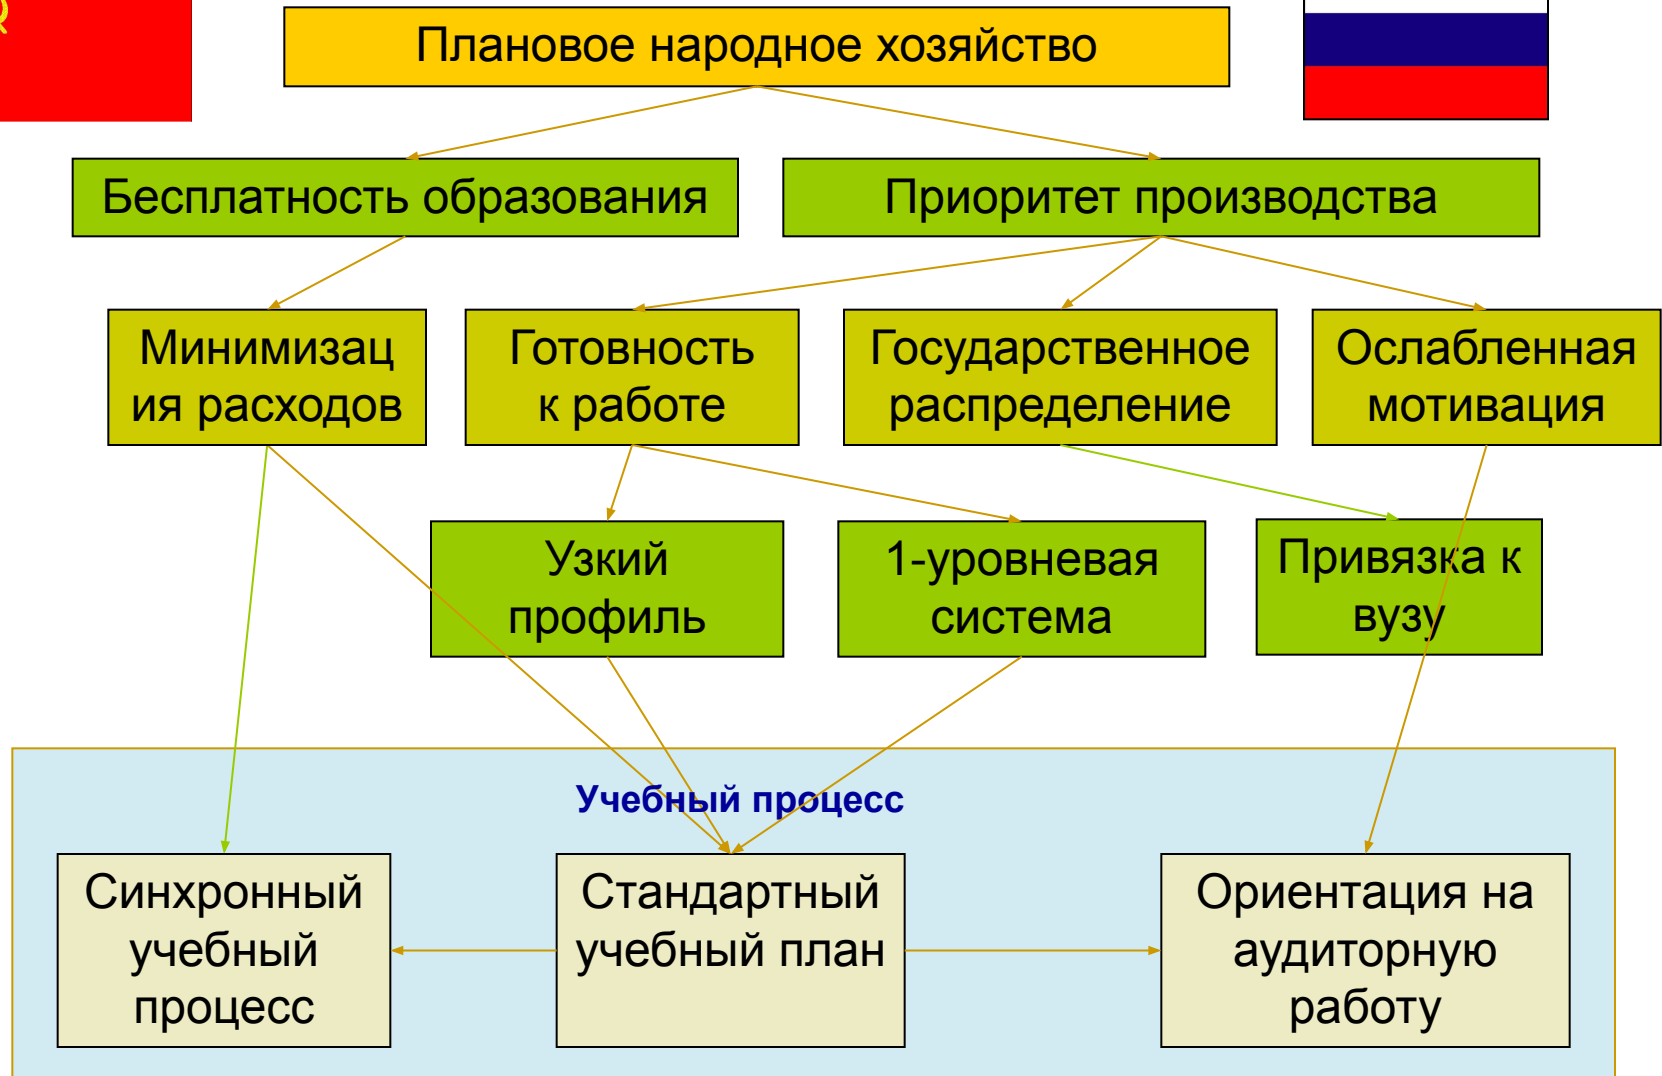 Плановое народное хозяйство
Бесплатность образования
Приоритет производства
Минимизац
ия расходов
Готовность
к работе
Государственное
распределение
Ослабленная
мотивация
Узкий
профиль
1-уровневая
система
Привязка к
вузу
Учебный процесс
Синхронный
учебный
процесс
Стандартный
учебный план
Ориентация на
аудиторную
работу